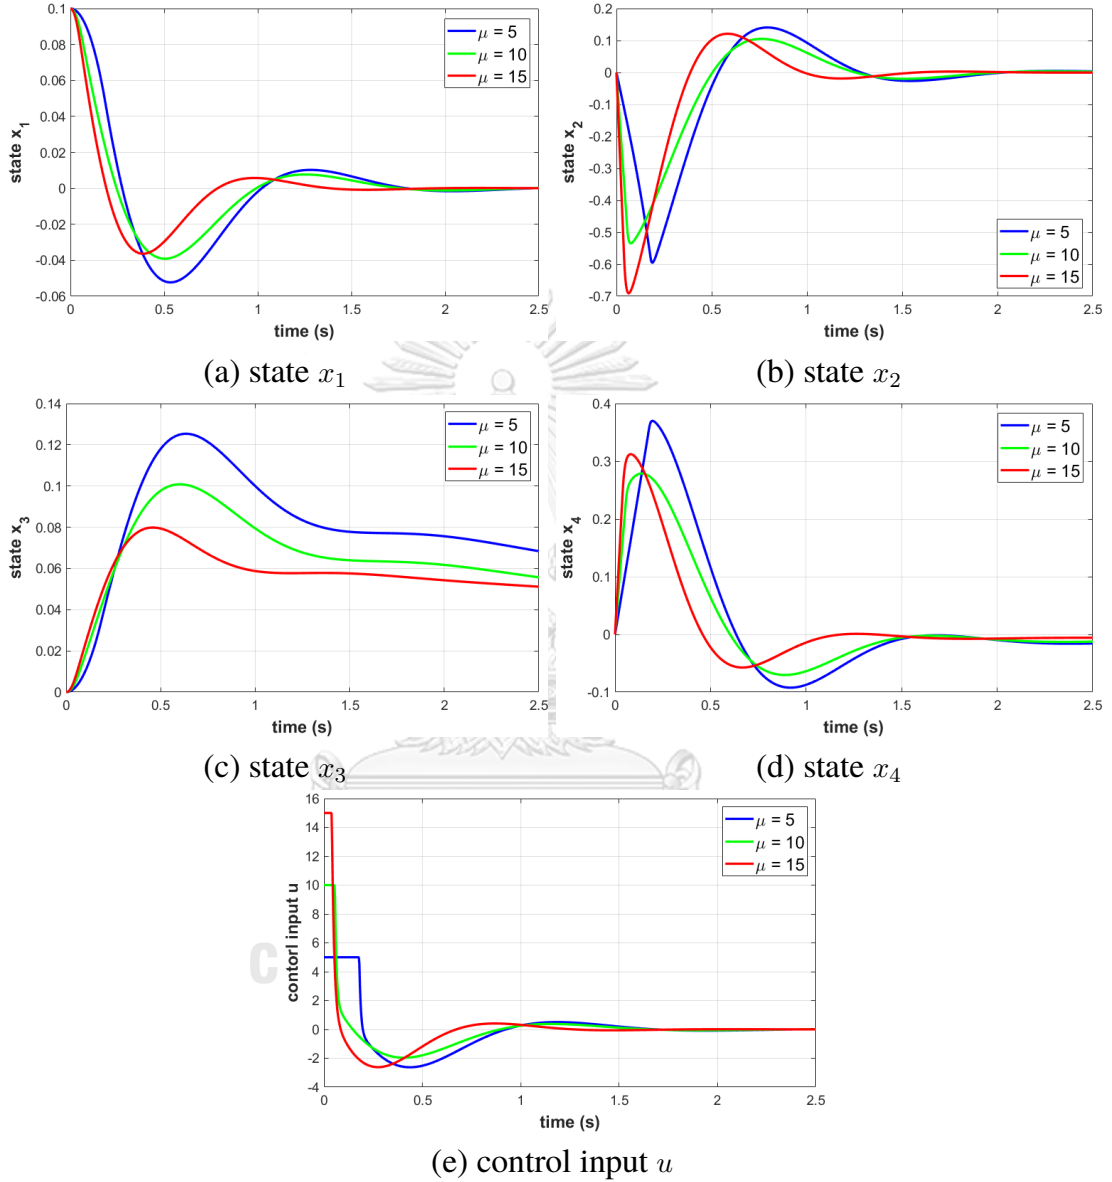 0.1
0.08
0.06
0.04
0.02
0
-0.02
-0.04
-0.06
state x1
μ = 5
μ = 10
μ = 15
0 0.5 1 1.5 2 2.5
time (s)
(a) state x1
0.2
0.1
0
-0.1
-0.2
-0.3
-0.4
-0.5
-0.6
-0.7
state x2
μ = 5
μ = 10
μ = 15
0 0.5 1 1.5 2 2.5
time (s)
(b) state x2
0.14
0.12
0.1
0.08
0.06
0.04
0.02
0
state x3
μ = 5
μ = 10
μ = 15
0 0.5 1 1.5 2 2.5
time (s)
(c) state x3
0.4
0.3
0.2
0.1
0
-0.1
state x4
μ = 5
μ = 10
μ = 15
0 0.5 1 1.5 2 2.5
time (s)
(d) state x4
16
14
12
10
8
6
4
2
0
-2
-4
contorl input u
μ = 5
μ = 10
μ = 15
0 0.5 1 1.5 2 2.5
time (s)
C
(e) control input u